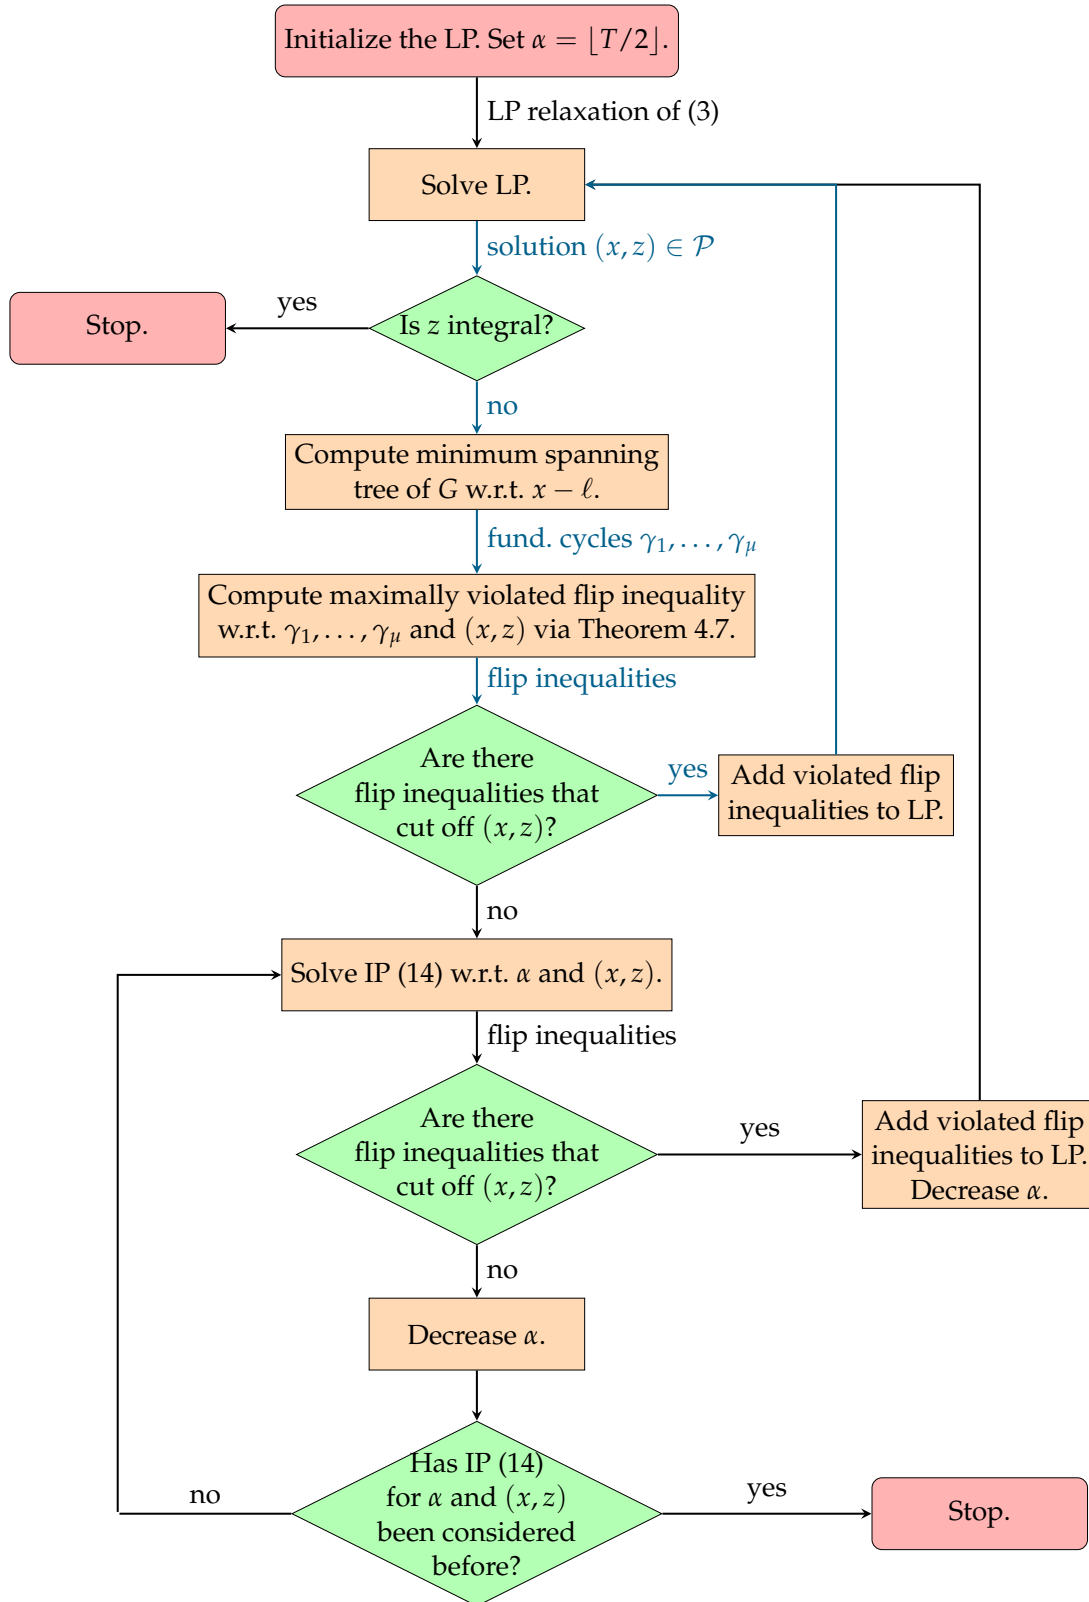 Initialize the LP. Set α = ⌊T/2⌋.
LP relaxation of (3)
Solve LP.
solution (x, z) ∈ 𝒫
yes
Stop.
Is z integral?
no
Compute minimum spanning
tree of G w.r.t. x − ℓ.
fund. cycles γ₁, . . . , γμ
Compute maximally violated flip inequality
w.r.t. γ₁, . . . , γμ and (x, z) via Theorem 4.7.
flip inequalities
Are there
flip inequalities that
cut off (x, z)?
yes
Add violated flip
inequalities to LP.
no
Solve IP (14) w.r.t. α and (x, z).
flip inequalities
Are there
flip inequalities that
cut off (x, z)?
yes
Add violated flip
inequalities to LP.
Decrease α.
no
Decrease α.
Has IP (14)
for α and (x, z)
been considered
before?
no
yes
Stop.